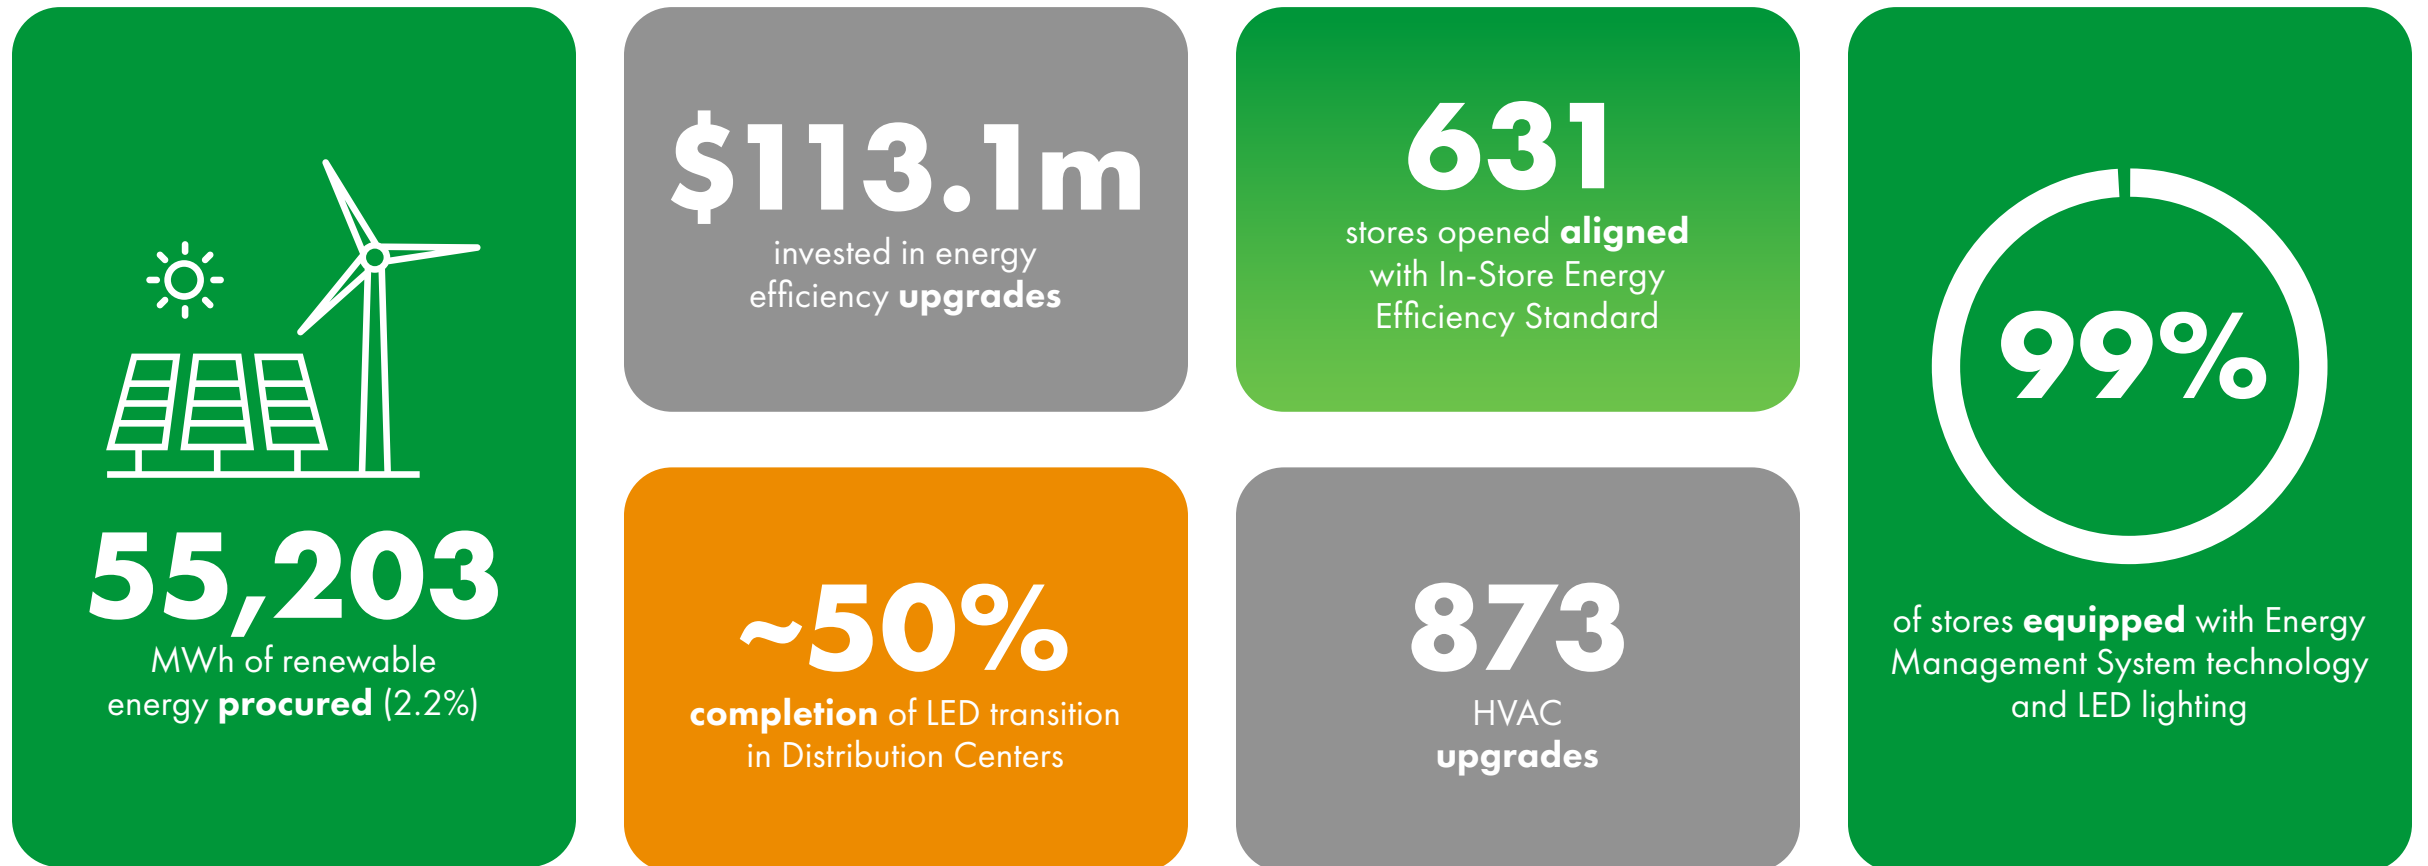 55,203
MWh of renewable
energy procured (2.2%)
$113.1m
invested in energy
efficiency upgrades
~50%
completion of LED transition
in Distribution Centers
631
stores opened aligned
with In-Store Energy
Efficiency Standard
873
HVAC
upgrades
99%
of stores equipped with Energy
Management System technology
and LED lighting